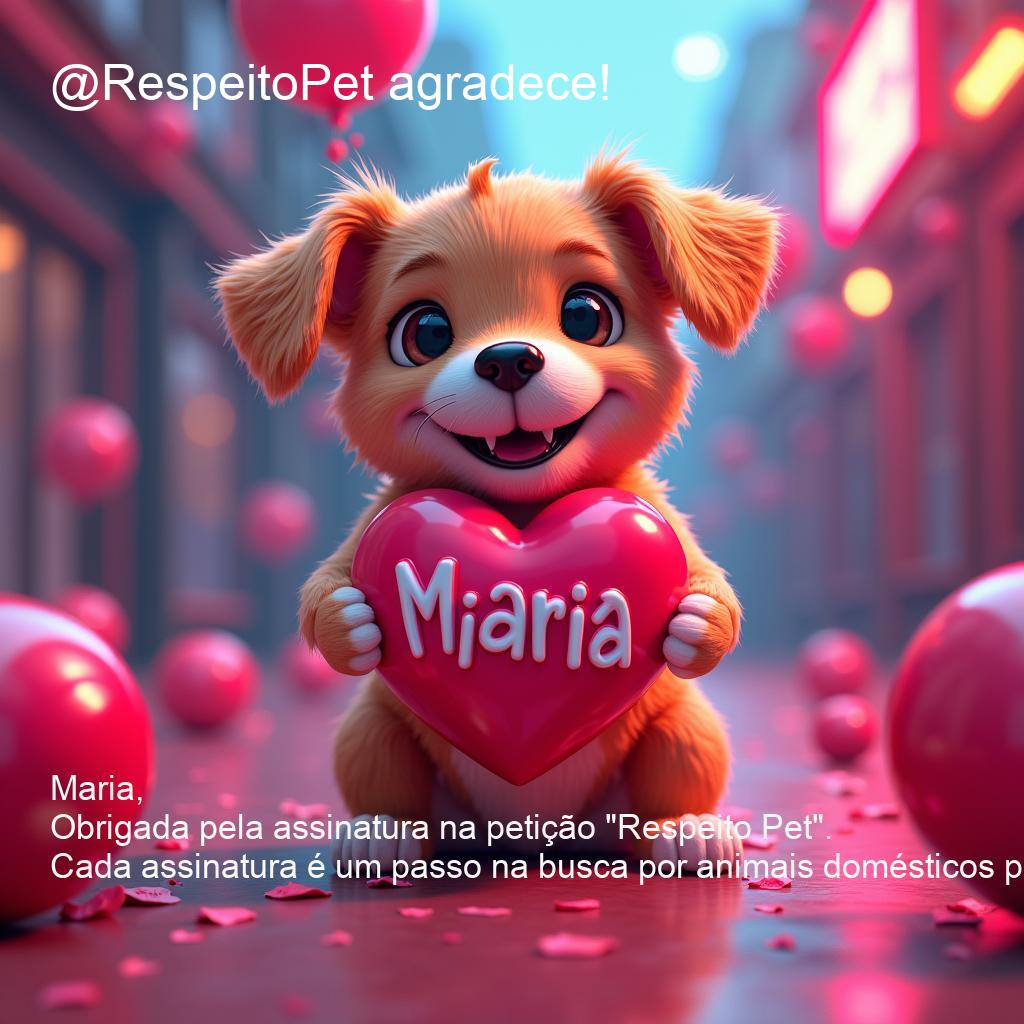 @RespeitoPet agradece!
Miaria
Maria,
Obrigada pela assinatura na petição "Respeito Pet".
Cada assinatura é um passo na busca por animais domésticos p